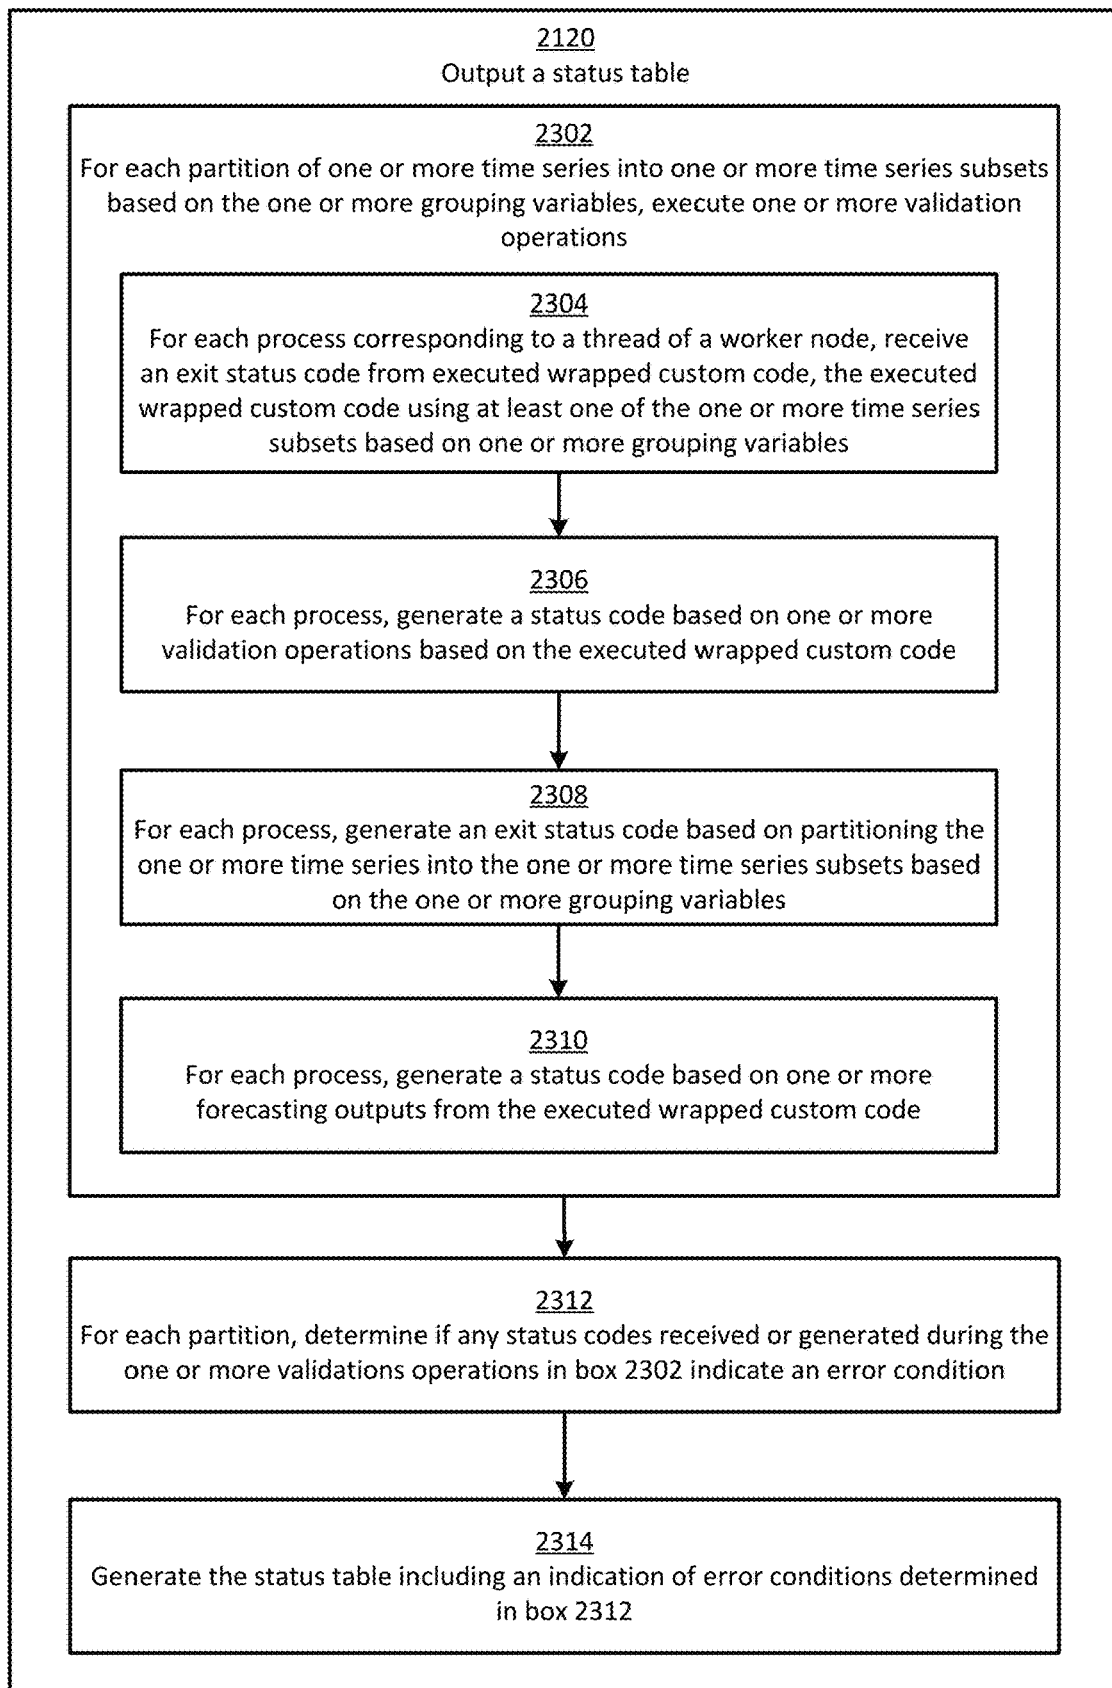 2120
Output a status table
2302
For each partition of one or more time series into one or more time series subsets
based on the one or more grouping variables, execute one or more validation
operations
2304
For each process corresponding to a thread of a worker node, receive
an exit status code from executed wrapped custom code, the executed
wrapped custom code using at least one of the one or more time series
subsets based on one or more grouping variables
2306
For each process, generate a status code based on one or more
validation operations based on the executed wrapped custom code
2308
For each process, generate an exit status code based on partitioning the
one or more time series into the one or more time series subsets based
on the one or more grouping variables
2310
For each process, generate a status code based on one or more
forecasting outputs from the executed wrapped custom code
2312
For each partition, determine if any status codes received or generated during the
one or more validations operations in box 2302 indicate an error condition
2314
Generate the status table including an indication of error conditions determined
in box 2312